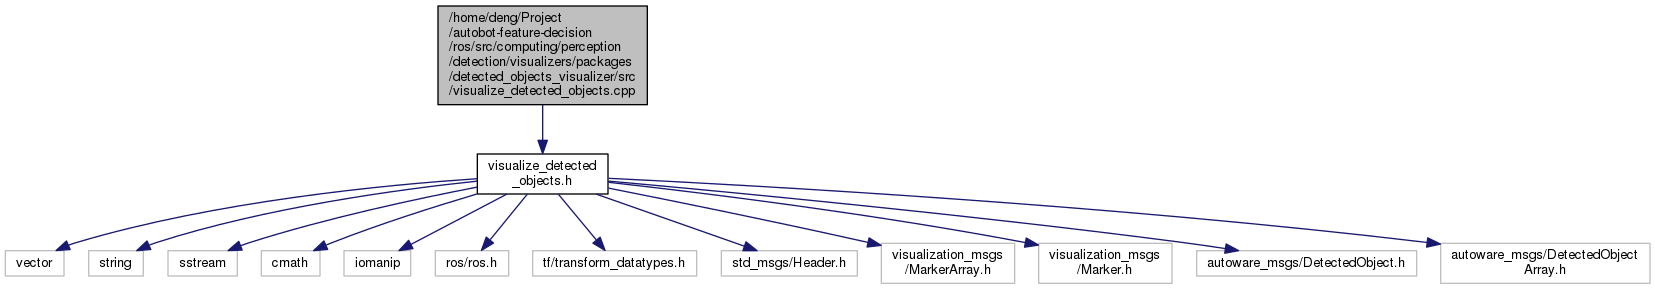 /home/deng/Project
/autobot-feature-decision
/ros/src/computing/perception
/detection/visualizers/packages
/detected_objects_visualizer/src
/visualize_detected_objects.cpp
visualize_detected
_objects.h
vector
string
sstream
cmath
iomanip
ros/ros.h
tf/transform_datatypes.h
std_msgs/Header.h
visualization_msgs
/MarkerArray.h
visualization_msgs
/Marker.h
autoware_msgs/DetectedObject.h
autoware_msgs/DetectedObject
Array.h